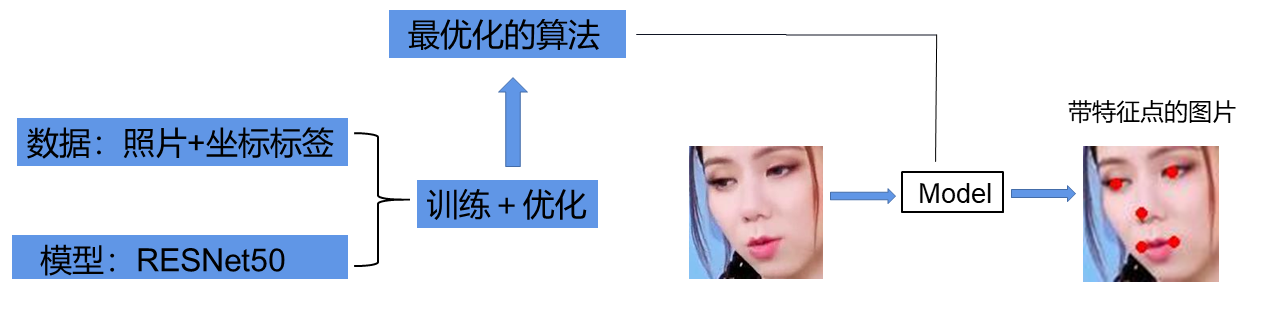 最优化的算法
数据：照片+坐标标签
训练+优化
模型：RESNet50
带特征点的图片
Model